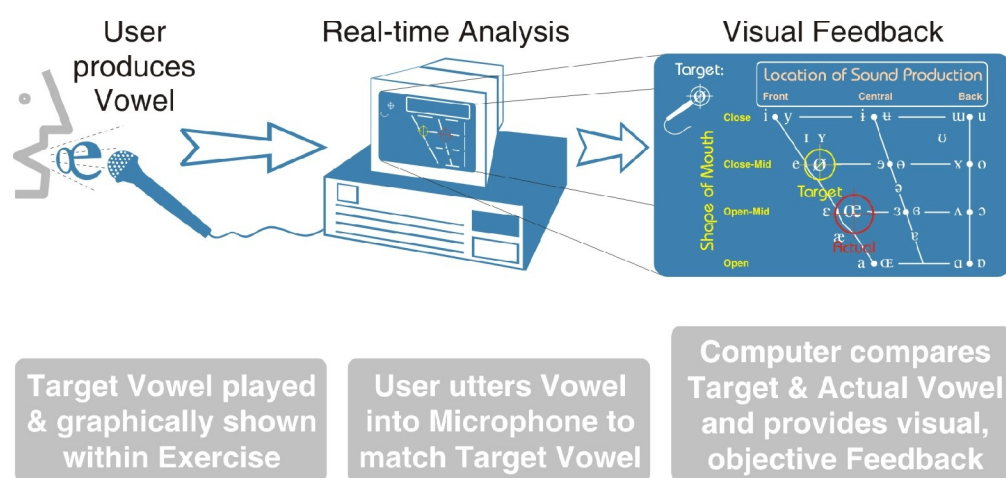 User
produces
Vowel
Real-time Analysis
Visual Feedback
æ
Target:
ø
Location of Sound Production
Front Central Back
Shape of Mouth
Close
i y ɨ ʉ ɯ u
I Y ʊ
Close-Mid
e ø ɘ ɵ ɤ o
Target
ə
Open-Mid
ɛ œ ɜ ɞ ʌ ɔ
æ ɐ
Actual
Open
a Œ ɑ ɒ
Target Vowel played
& graphically shown
within Exercise
User utters Vowel
into Microphone to
match Target Vowel
Computer compares
Target & Actual Vowel
and provides visual,
objective Feedback